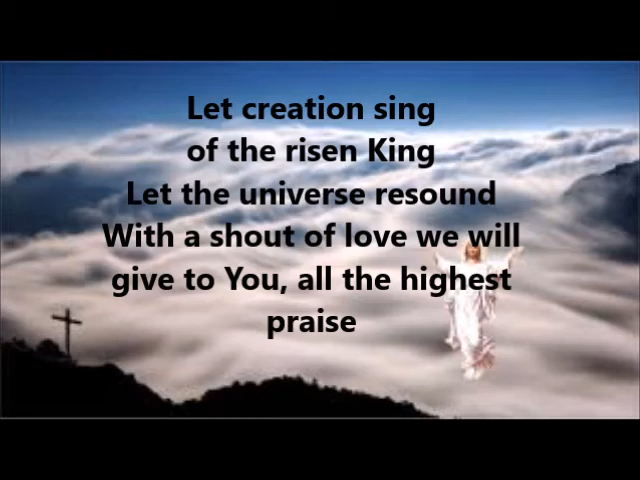 Let creation sing
of the risen King
Let the universe resound
With a shout of love we will
give to You, all the highest
praise